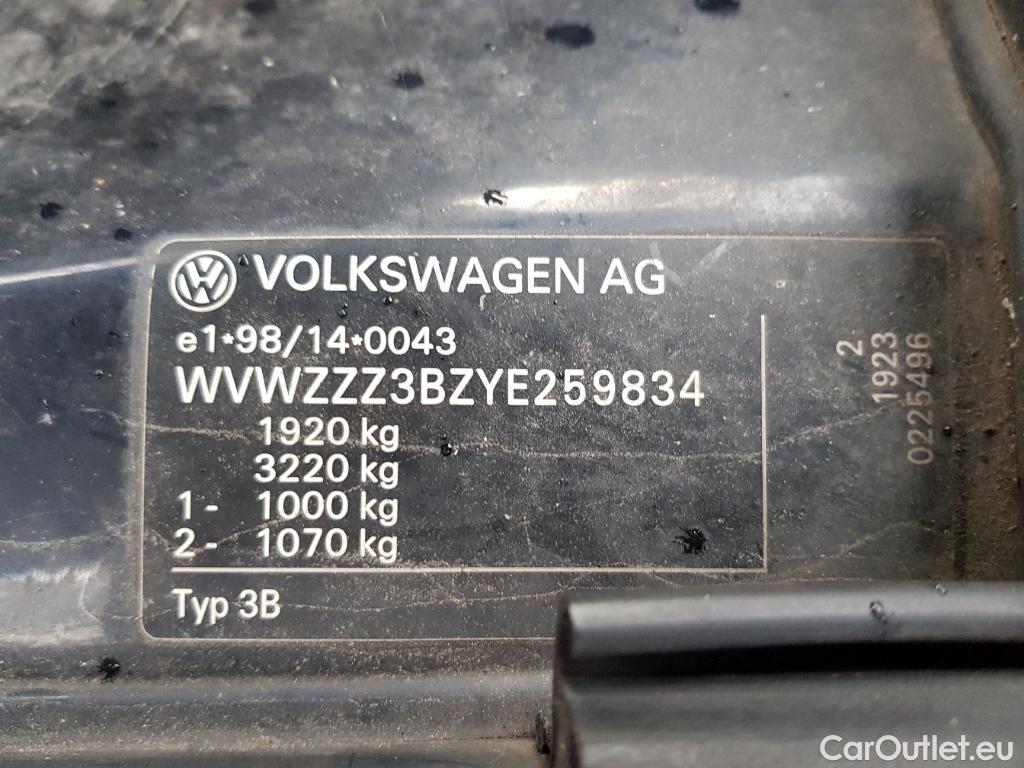 VOLKSWAGEN AG
e1*98/14*0043
WVWZZZ3BZYE259834
1920 kg
3220 kg
1- 1000 kg
2- 1070 kg
Typ 3B
2
1923
0225496
CarOutlet.eu